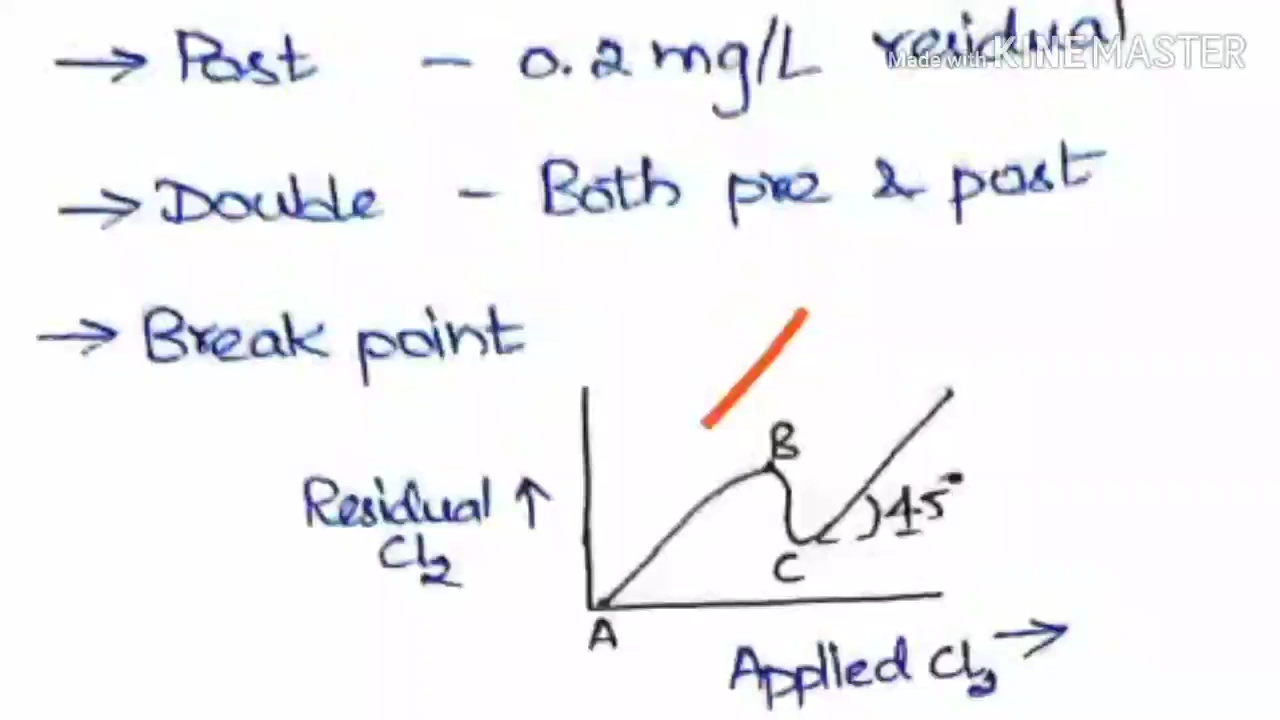 → Post - 0.2 mg/L residual
Made with KINEMASTER
→ Double - Both pre & post
→ Break point
B
Residual ↑
Cl2
45°
C
A
Applied Cl2 →